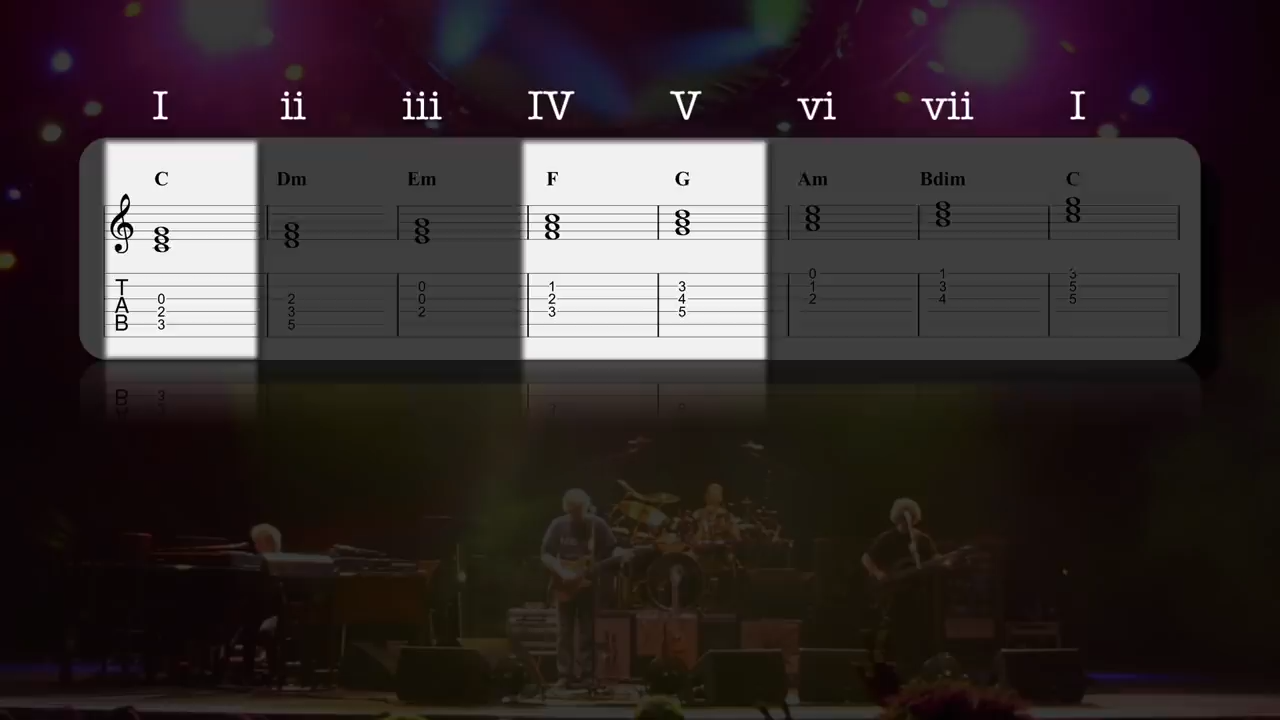 I ii iii IV V vi vii I
C Dm Em F G Am Bdim C
0 1 3
T 0 1 3 1 3 5
A 0 2 0 2 4 2 4 5
2 3 2 3 5
B 3 5
B 3